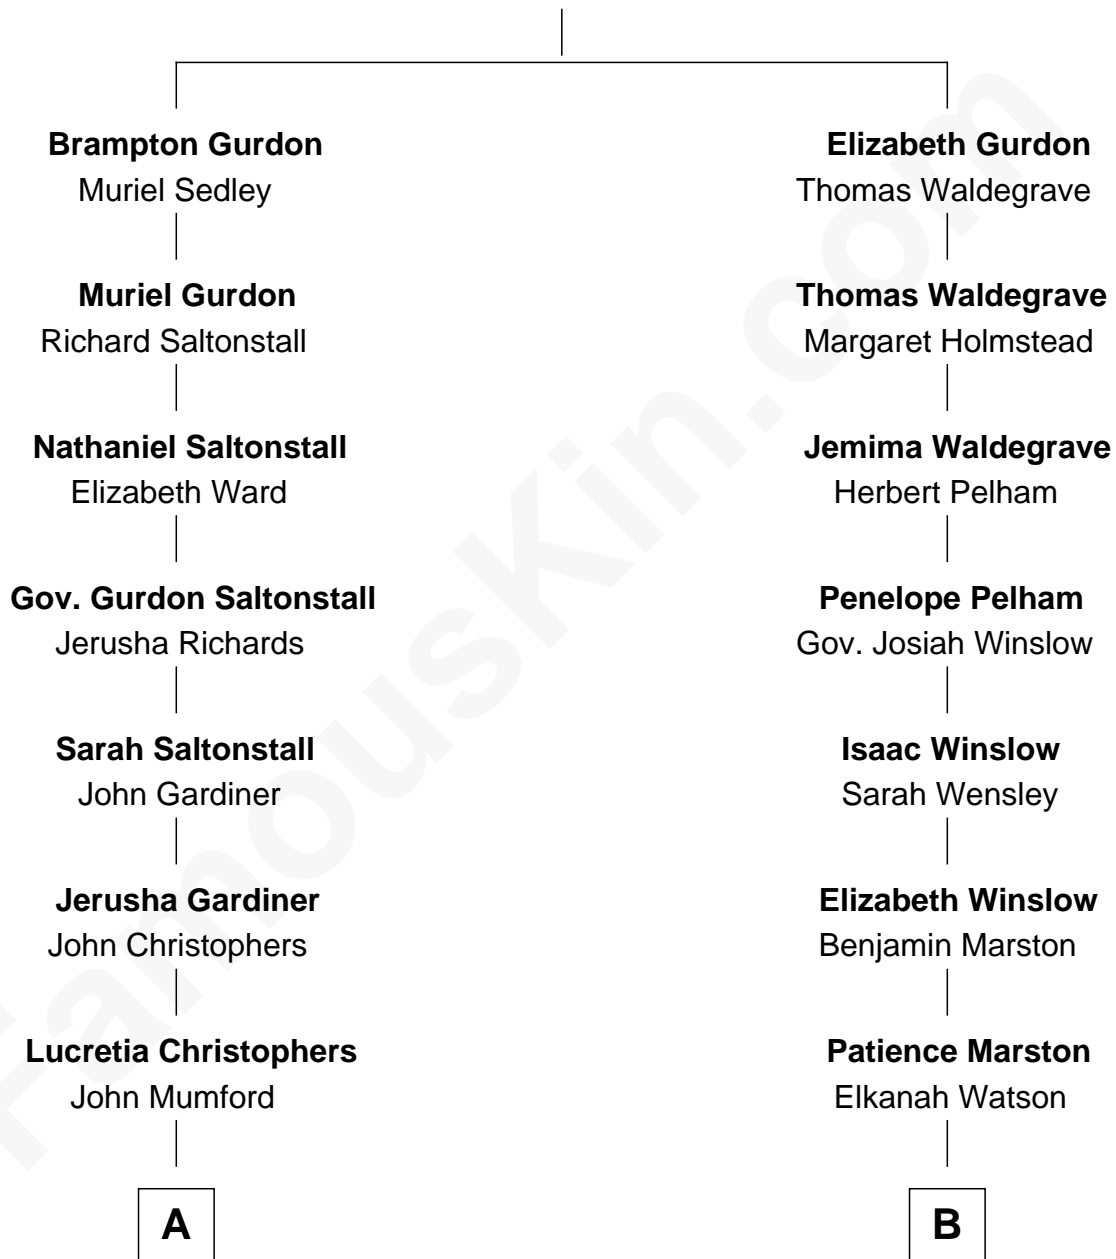 Brampton Gurdon
Muriel Sedley
Muriel Gurdon
Richard Saltonstall
Nathaniel Saltonstall
Elizabeth Ward
Gov. Gurdon Saltonstall
Jerusha Richards
Sarah Saltonstall
John Gardiner
Jerusha Gardiner
John Christophers
Lucretia Christophers
John Mumford
A
Elizabeth Gurdon
Thomas Waldegrave
Thomas Waldegrave
Margaret Holmstead
Jemima Waldegrave
Herbert Pelham
Penelope Pelham
Gov. Josiah Winslow
Isaac Winslow
Sarah Wensley
Elizabeth Winslow
Benjamin Marston
Patience Marston
Elkanah Watson
B
FamousKin.com